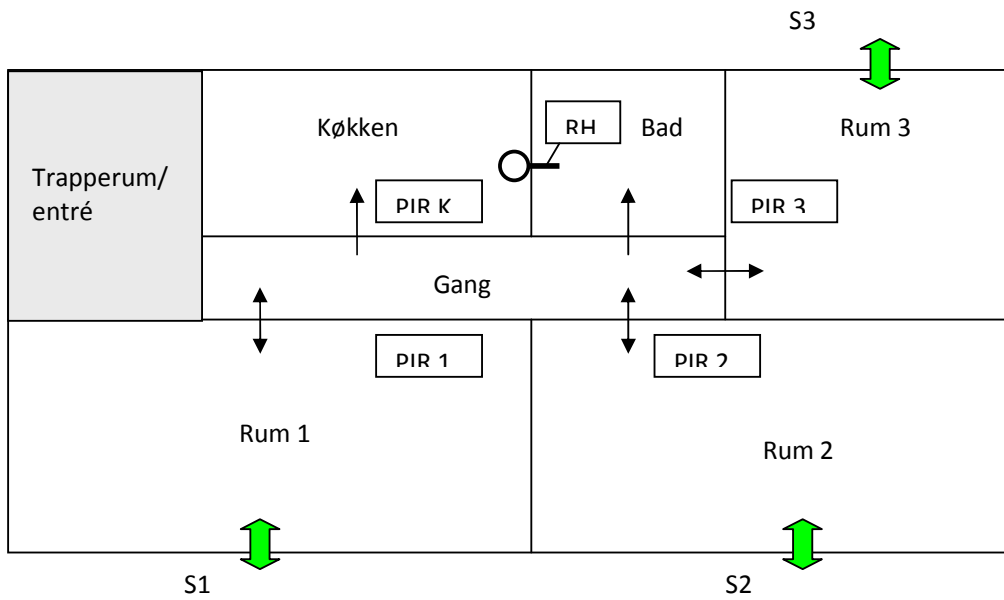 S3
Køkken
RH
Bad
Rum 3
Trapperum/
entré
PIR K
PIR 3
Gang
PIR 1
PIR 2
Rum 1
Rum 2
S1
S2